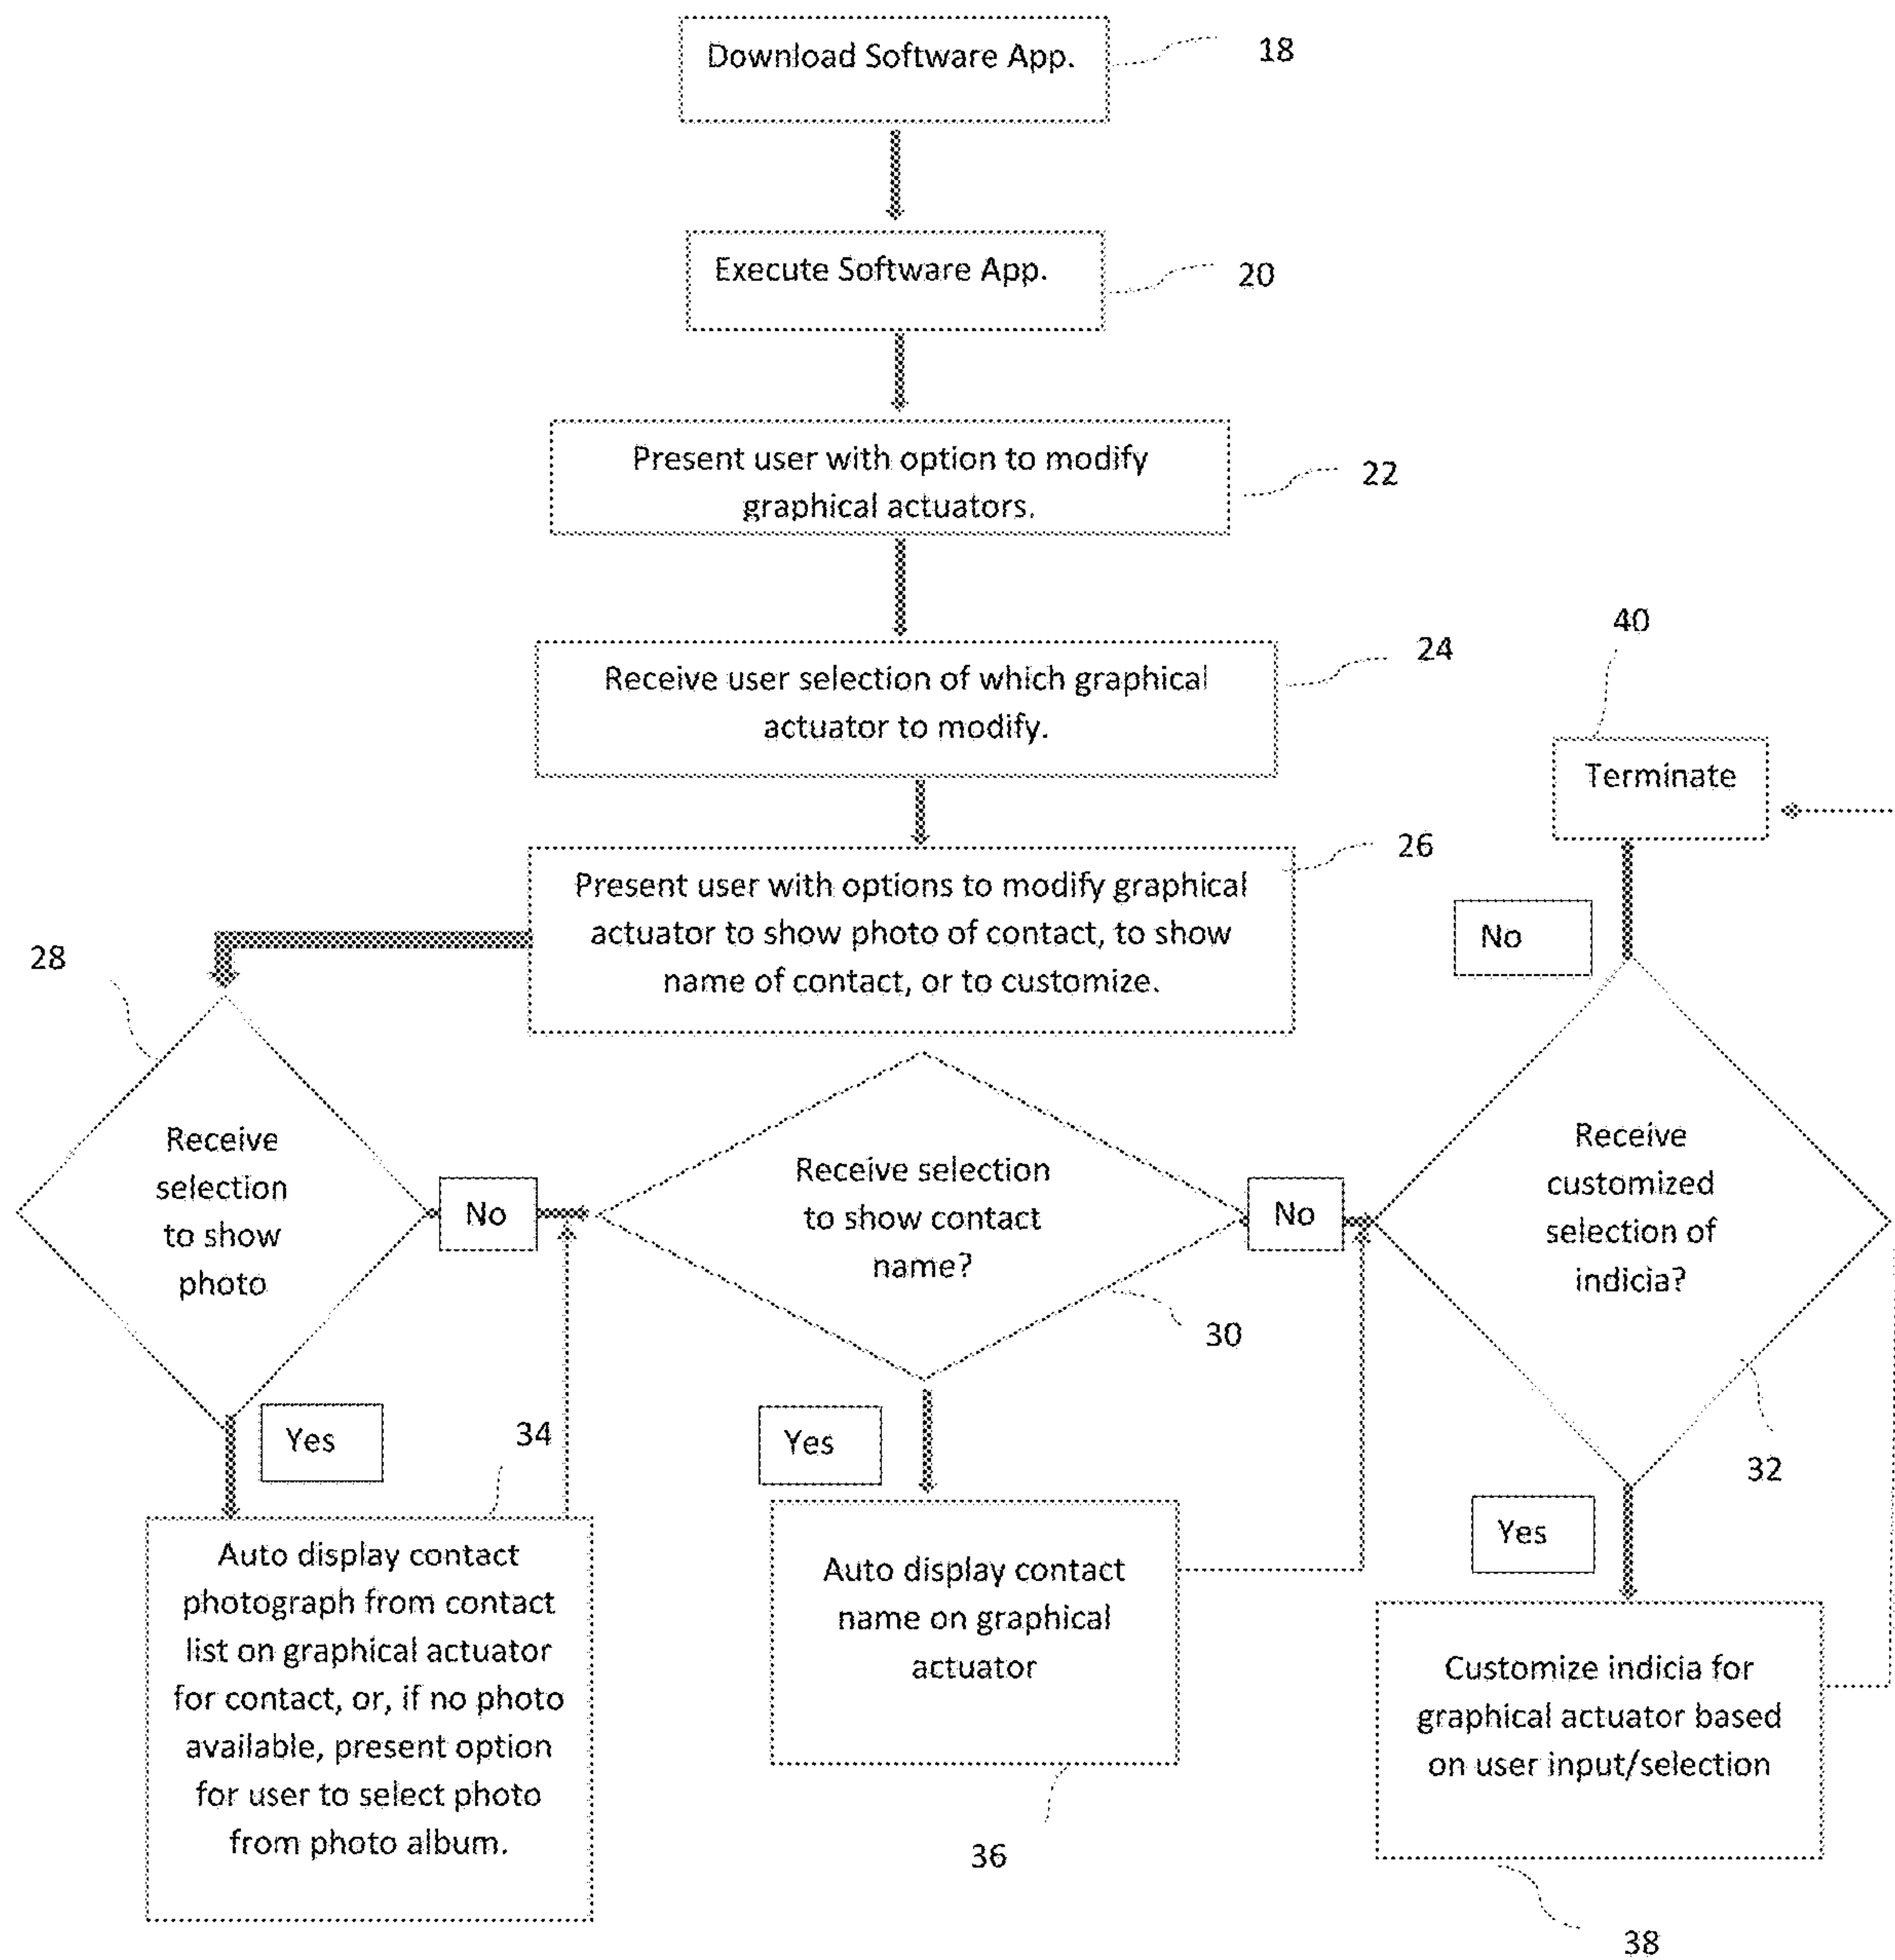 Download Software App.
18
Execute Software App.
20
Present user with option to modify
graphical actuators.
22
Receive user selection of which graphical
actuator to modify.
24
40
Terminate
Present user with options to modify graphical
actuator to show photo of contact, to show
name of contact, or to customize.
26
No
28
Receive
selection
to show
photo
No
Receive selection
to show contact
name?
30
No
Receive
customized
selection of
indicia?
32
Yes
34
Yes
Yes
Auto display contact
photograph from contact
list on graphical actuator
for contact, or, if no photo
available, present option
for user to select photo
from photo album.
Auto display contact
name on graphical
actuator
36
Customize indicia for
graphical actuator based
on user input/selection
38